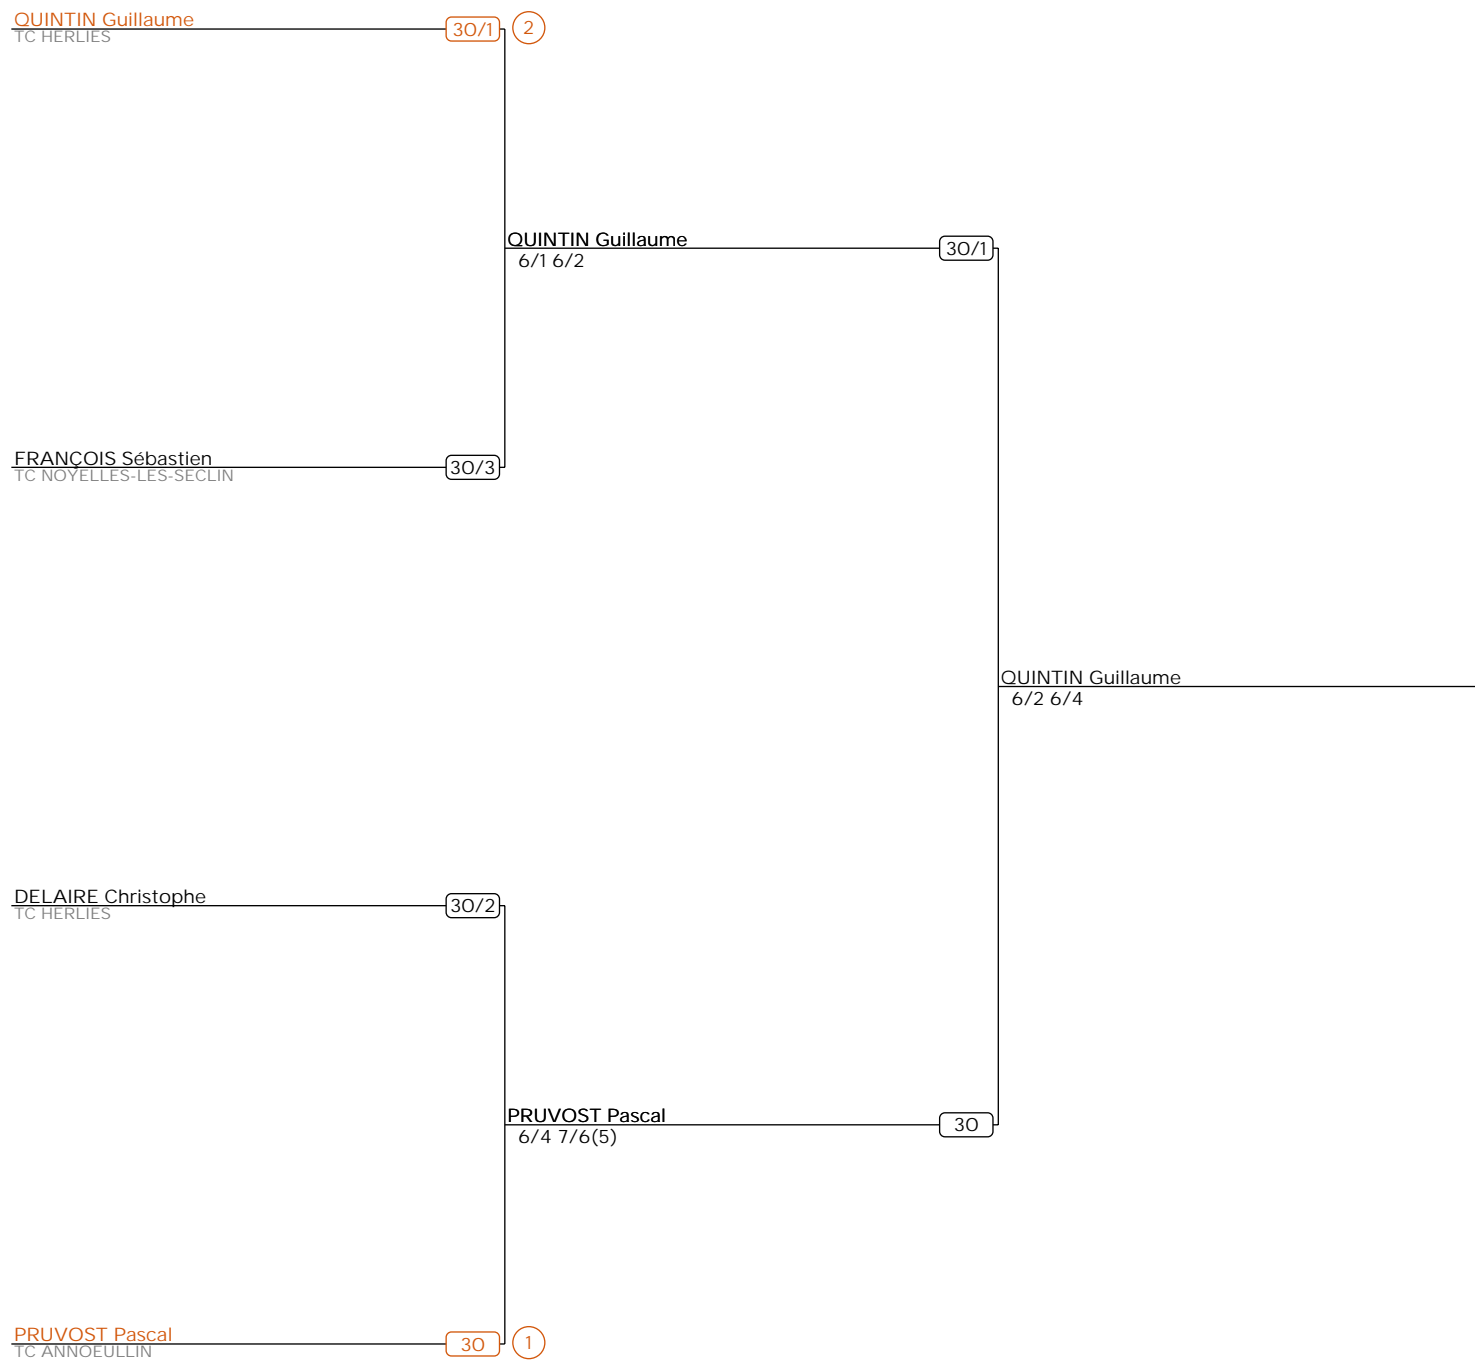 QUINTIN Guillaume
TC HERLIES
30/1
2
QUINTIN Guillaume
6/1 6/2
30/1
FRANÇOIS Sébastien
TC NOYELLES-LES-SECLIN
30/3
QUINTIN Guillaume
6/2 6/4
DELAIRE Christophe
TC HERLIES
30/2
PRUVOST Pascal
6/4 7/6(5)
30
PRUVOST Pascal
TC ANNOEULLIN
30
1